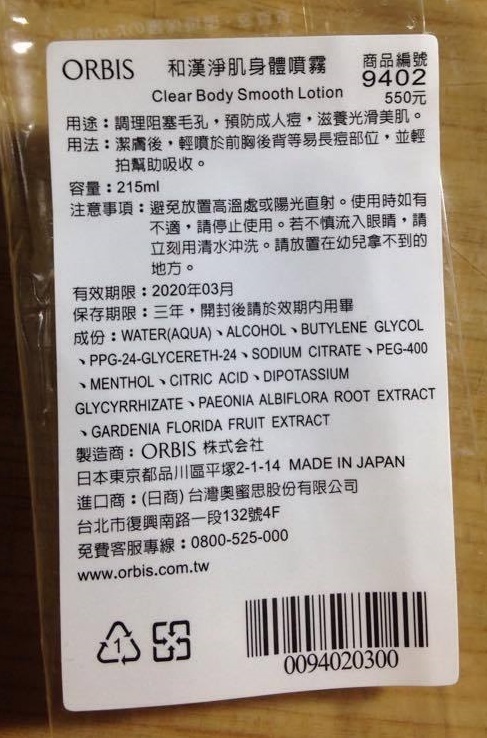 ORBIS 和漢淨肌身體噴霧 商品編號
9402
Clear Body Smooth Lotion 550元
用途：調理阻塞毛孔，預防成人痘，滋養光滑美肌。
用法：潔膚後，輕噴於前胸後背等易長痘部位，並輕
拍幫助吸收。
容量：215ml
注意事項：避免放置高溫處或陽光直射。使用時如有
不適，請停止使用。若不慎流入眼睛，請
立刻用清水沖洗。請放置在幼兒拿不到的
地方。
有效期限：2020年03月
保存期限：三年，開封後請於效期內用畢
成份：WATER(AQUA)、ALCOHOL、BUTYLENE GLYCOL
、PPG-24-GLYCERETH-24、SODIUM CITRATE、PEG-400
、MENTHOL、CITRIC ACID、DIPOTASSIUM
GLYCYRRHIZATE、PAEONIA ALBIFLORA ROOT EXTRACT
、GARDENIA FLORIDA FRUIT EXTRACT
製造商：ORBIS 株式会社
日本東京都品川區平塚2-1-14 MADE IN JAPAN
進口商：(日商) 台灣奧蜜思股份有限公司
台北市復興南路一段132號4F
免費客服專線：0800-525-000
www.orbis.com.tw
1
0094020300